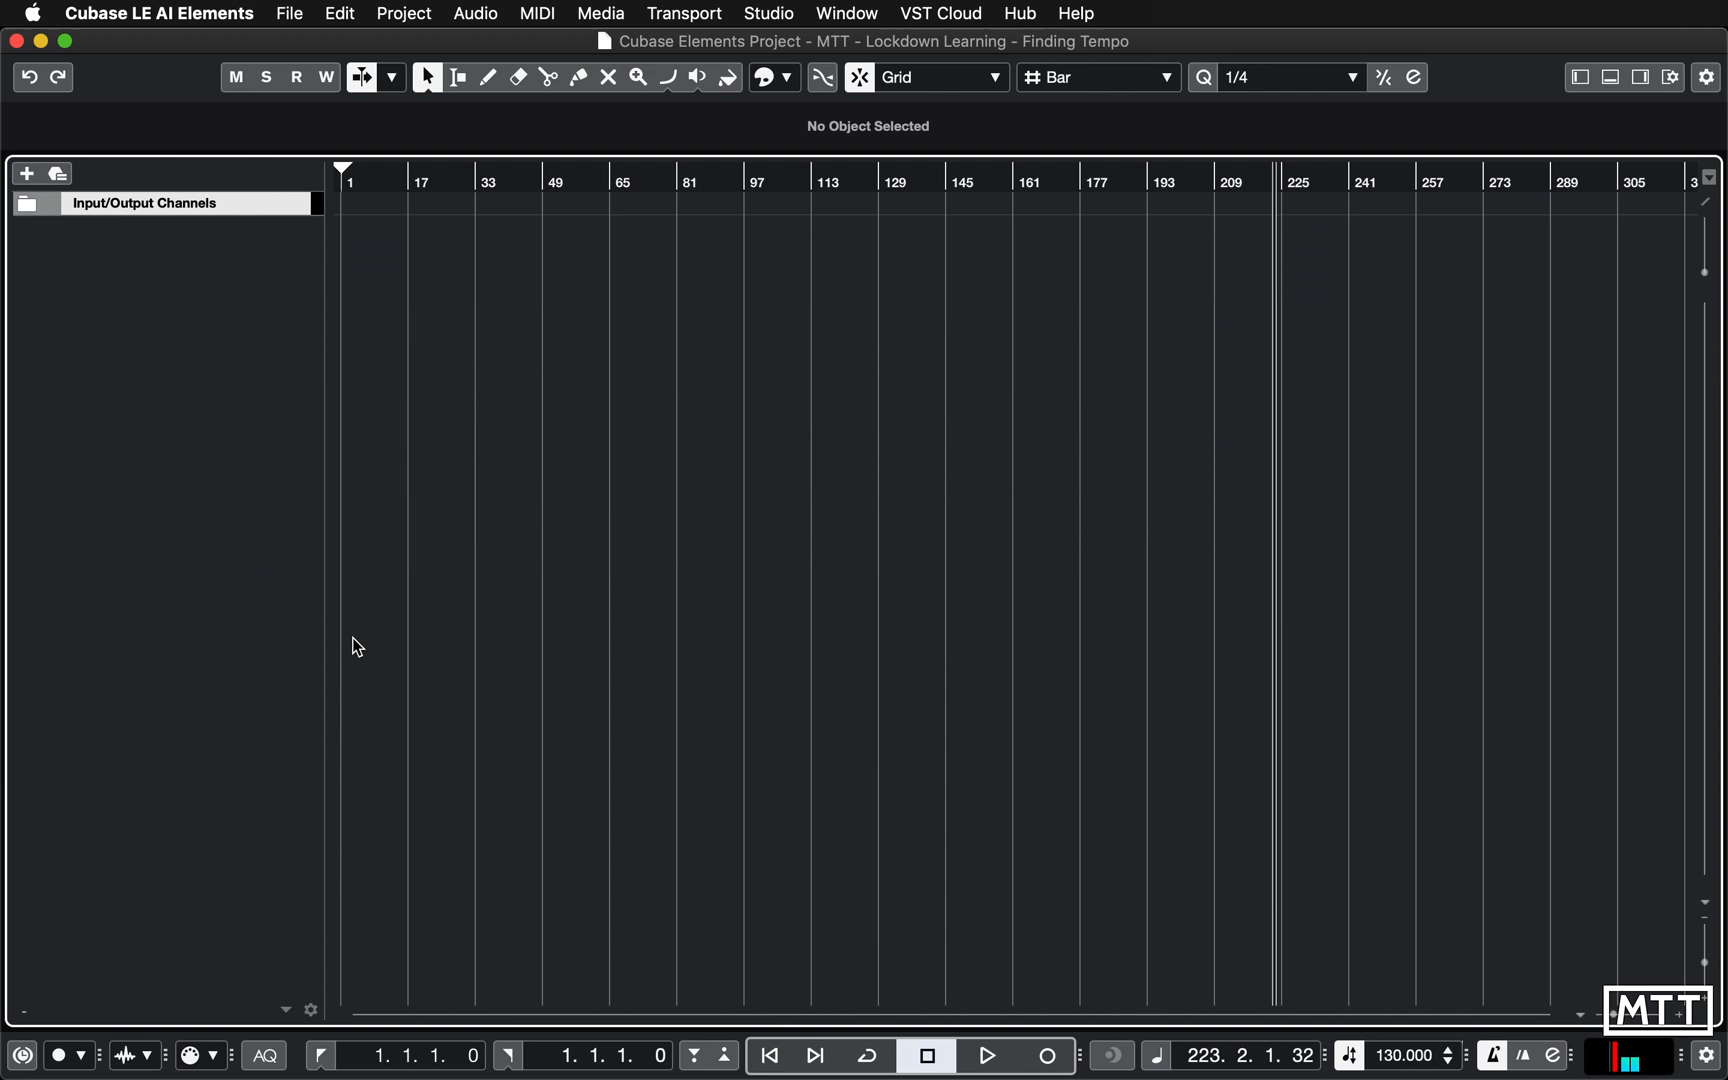 Cubase LE AI Elements File Edit Project Audio MIDI Media Transport Studio Window VST Cloud Hub Help
Cubase Elements Project - MTT - Lockdown Learning - Finding Tempo
M S R W Grid Bar Q 1/4
No Object Selected
1 17 33 49 65 81 97 113 129 145 161 177 193 209 225 241 257 273 289 305 3
Input/Output Channels
MTT
AQ 1. 1. 1. 0 1. 1. 1. 0 223. 2. 1. 32 130.000